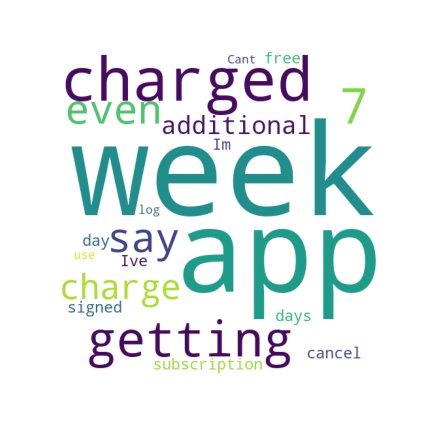 Cant free
charged
even 7
additional
Im
week
log
day say
app
use Ive
charge
signed
days
getting
cancel
subscription